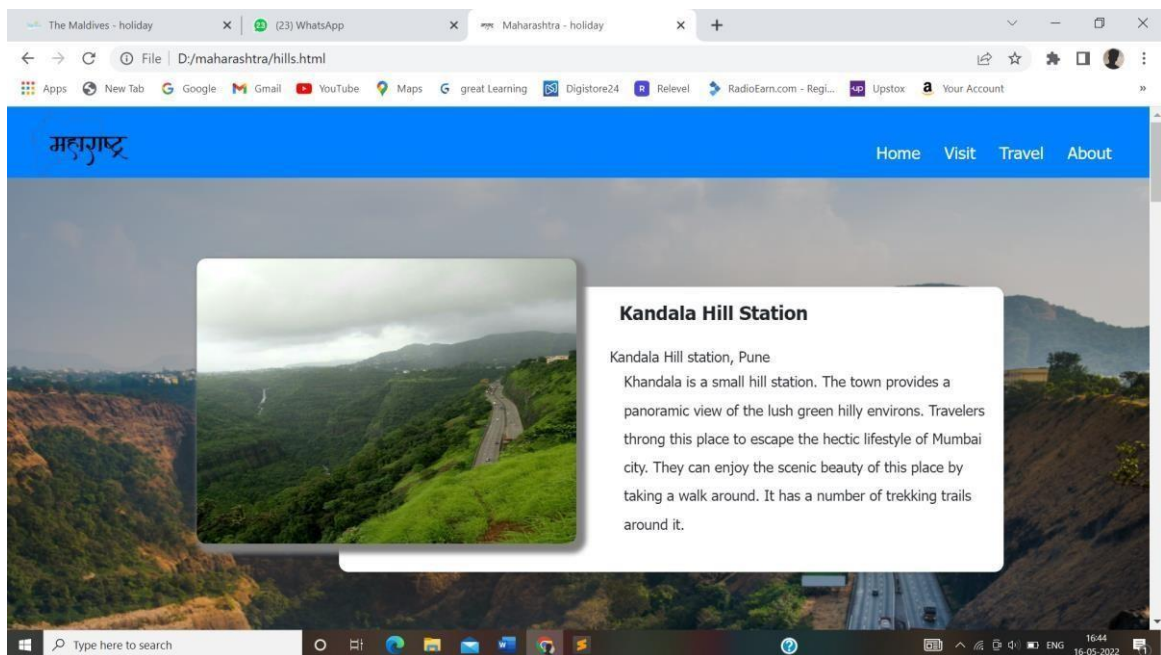 The Maldives - holiday
23
(23) WhatsApp
Maharashtra - holiday
File
D:/maharashtra/hills.html
Apps
New Tab
Google
Gmail
YouTube
Maps
great Learning
Digistore24
R
Relevel
RadioEarn.com - Regi...
up
Upstox
a
Your Account
»
महाराष्ट्र
Home
Visit
Travel
About
Kandala Hill Station
Kandala Hill station, Pune
Khandala is a small hill station. The town provides a
panoramic view of the lush green hilly environs. Travelers
throng this place to escape the hectic lifestyle of Mumbai
city. They can enjoy the scenic beauty of this place by
taking a walk around. It has a number of trekking trails
around it.
Type here to search
ENG
16:44
16-05-2022